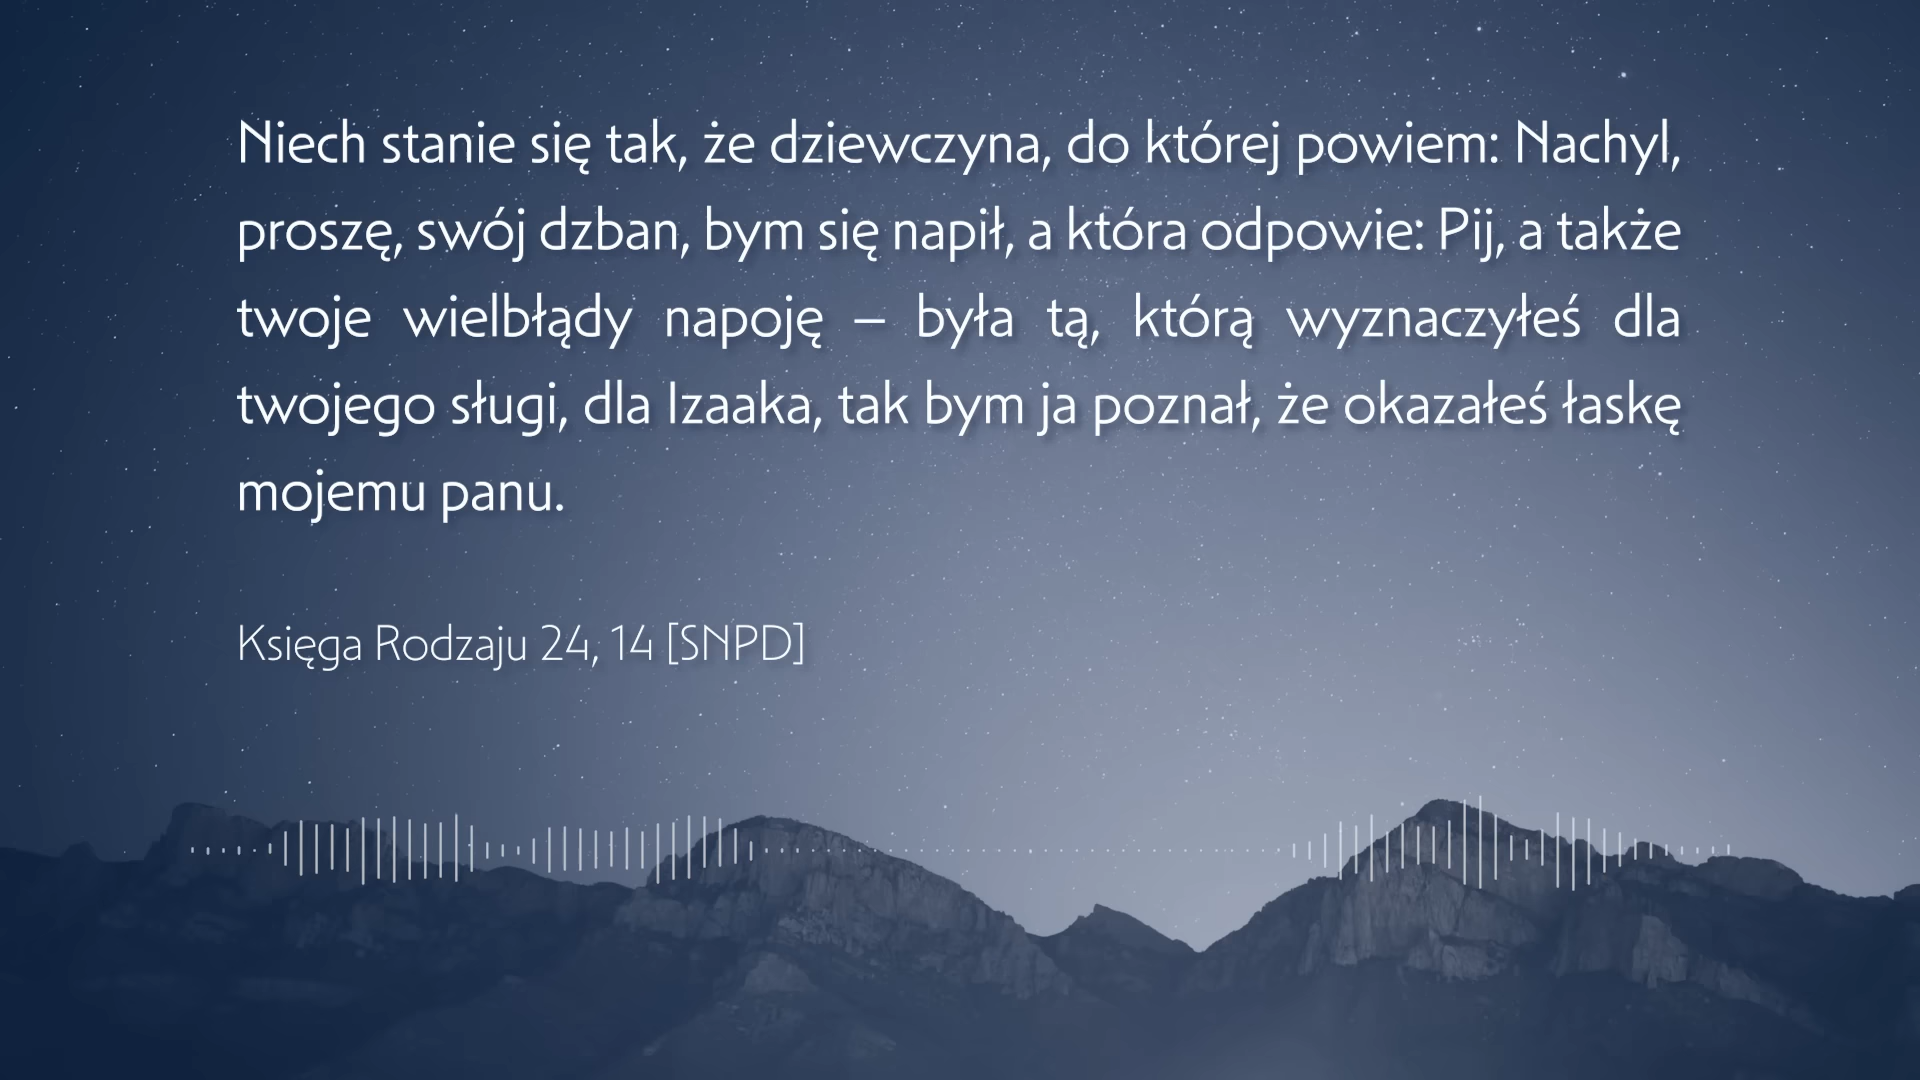 Niech stanie się tak, że dziewczyna, do której powiem: Nachyl,
proszę, swój dzban, bym się napił, a która odpowie: Pij, a także
twoje wielbłądy napoję – była tą, którą wyznaczyłeś dla
twojego sługi, dla Izaaka, tak bym ja poznał, że okazałeś łaskę
mojemu panu.
Księga Rodzaju 24, 14 [SNPD]